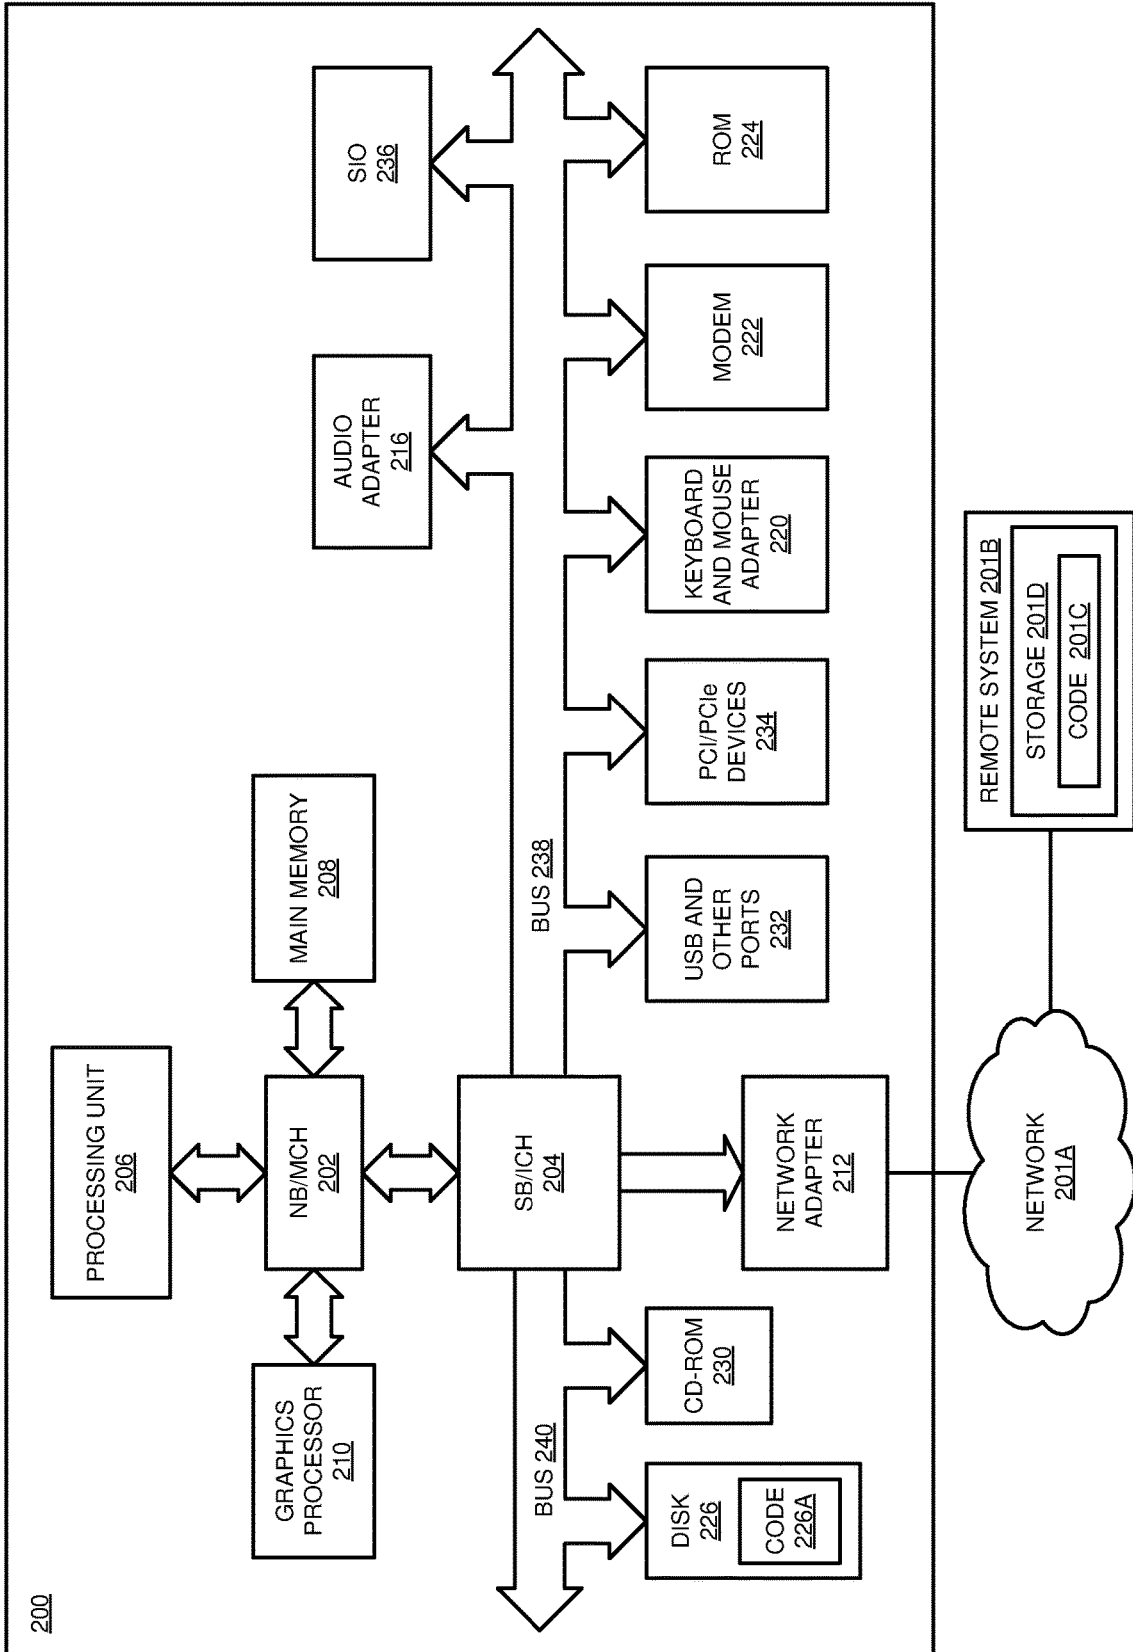 200
PROCESSING UNIT
206
GRAPHICS
PROCESSOR
210
NB/MCH
202
MAIN MEMORY
208
AUDIO
ADAPTER
216
SIO
236
SB/ICH
204
BUS 240
BUS 238
DISK
226
CODE
226A
CD-ROM
230
NETWORK
ADAPTER
212
USB AND
OTHER
PORTS
232
PCI/PCIe
DEVICES
234
KEYBOARD
AND MOUSE
ADAPTER
220
MODEM
222
ROM
224
NETWORK
201A
REMOTE SYSTEM 201B
STORAGE 201D
CODE 201C